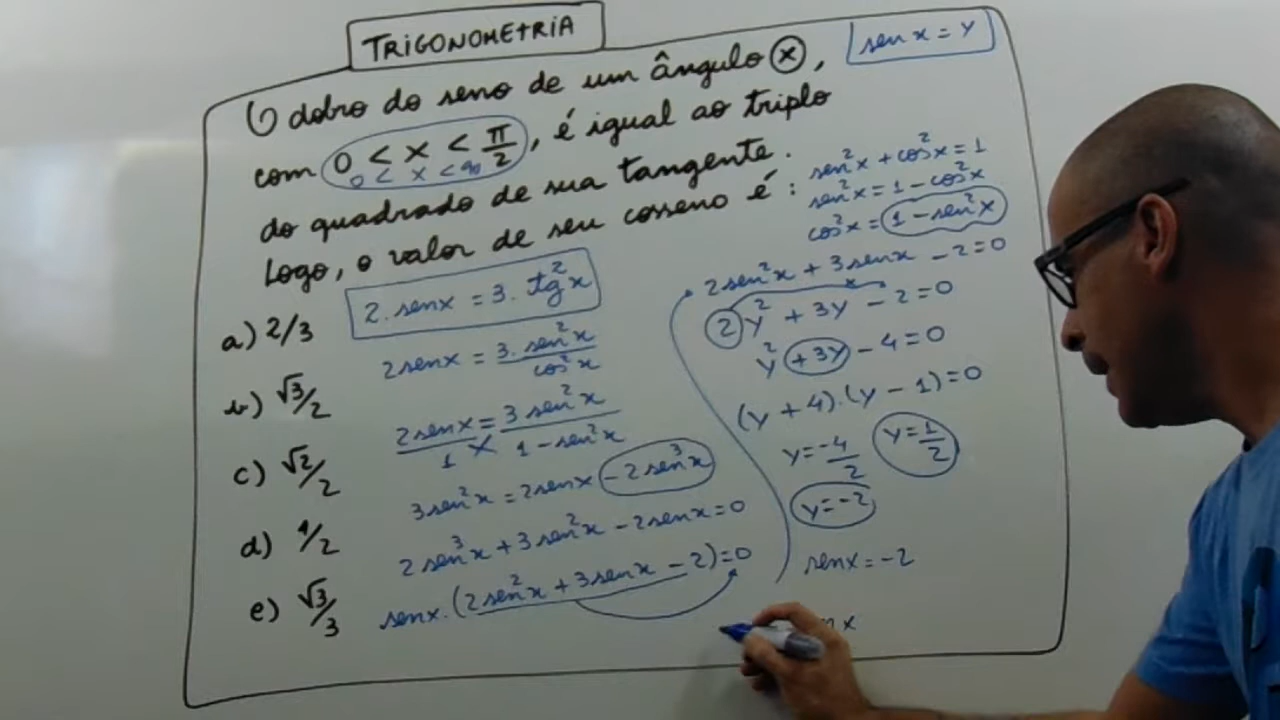 TRIGONOMETRIA
sen x = y
O dobro do seno de um ângulo x,
com 0 < x < π/2, é igual ao triplo
0 < x < 90
do quadrado de sua tangente.
Logo, o valor de seu cosseno é:
a) 2/3
b) √3/2
c) √2/2
d) 1/2
e) √3/3
2.senx = 3.tg²x
2senx = 3.sen²x/cos²x
2senx/1 = 3sen²x/1-sen²x
3sen²x = 2senx - 2sen³x
2sen³x + 3sen²x - 2senx = 0
senx.(2sen²x + 3senx - 2) = 0
sen²x + cos²x = 1
sen²x = 1 - cos²x
cos²x = 1 - sen²x
2sen²x + 3senx - 2 = 0
2y² + 3y - 2 = 0
y² + 3y - 4 = 0
(y + 4).(y - 1) = 0
y = -4/2 y = 1/2
y = -2
senx = -2
x